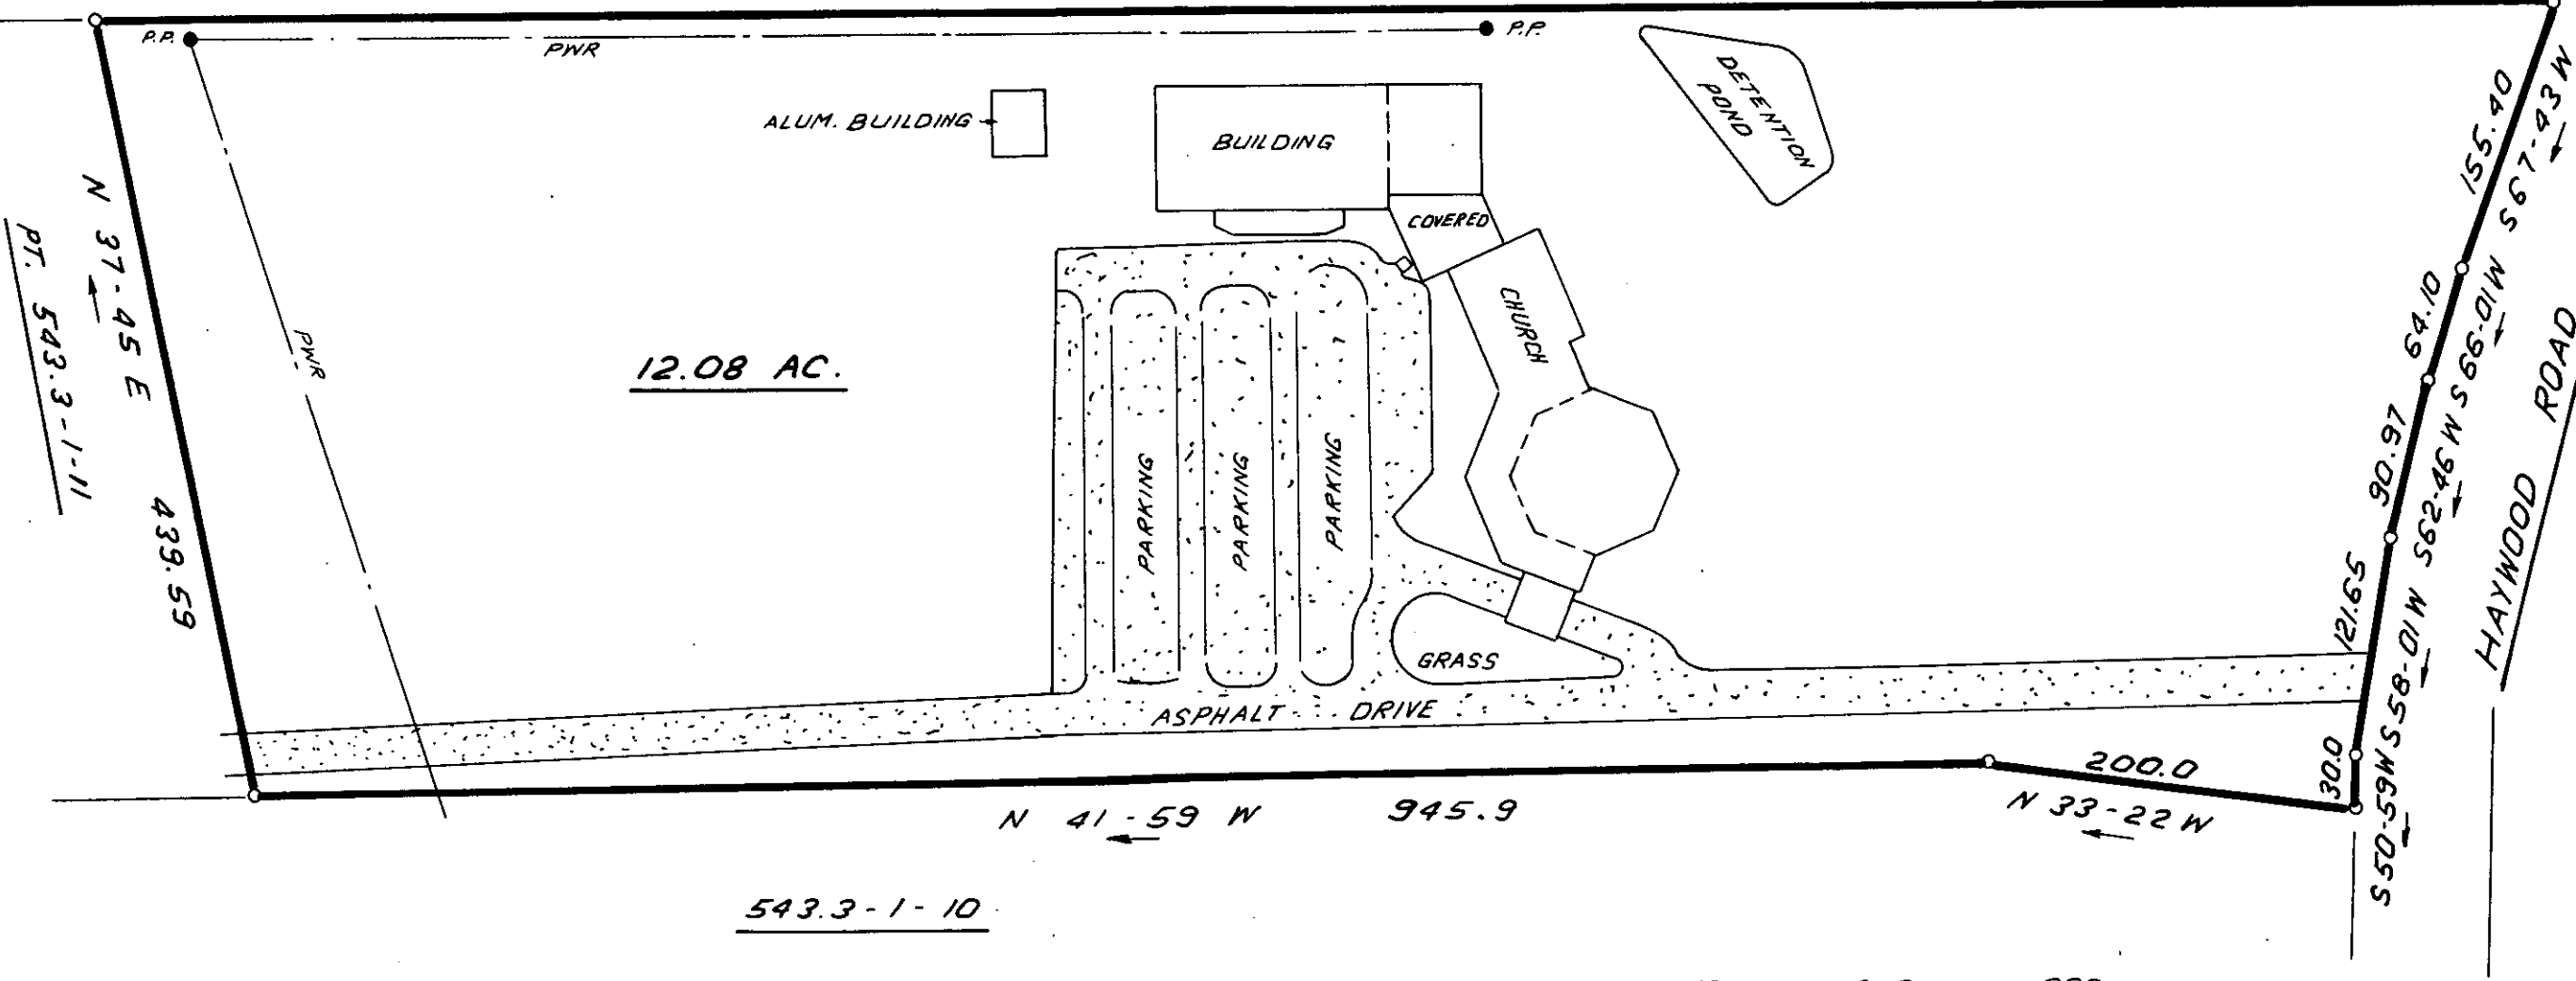 P.P.
PWR
P.P.
DETENTION
POND
ALUM. BUILDING
BUILDING
COVERED
CHURCH
155.40
S 67-43 W
64.10
S 66-01 W
90.97
S 62-46 W
121.65
S 58-01 W
30.0
S 50-59 W
HAYWOOD ROAD
N 37-45 E 439.59
PT. 543.3-1-11
PWR
12.08 AC.
PARKING
PARKING
PARKING
GRASS
ASPHALT DRIVE
200.0
N 33-22 W
N 41-59 W 945.9
543.3-1-10